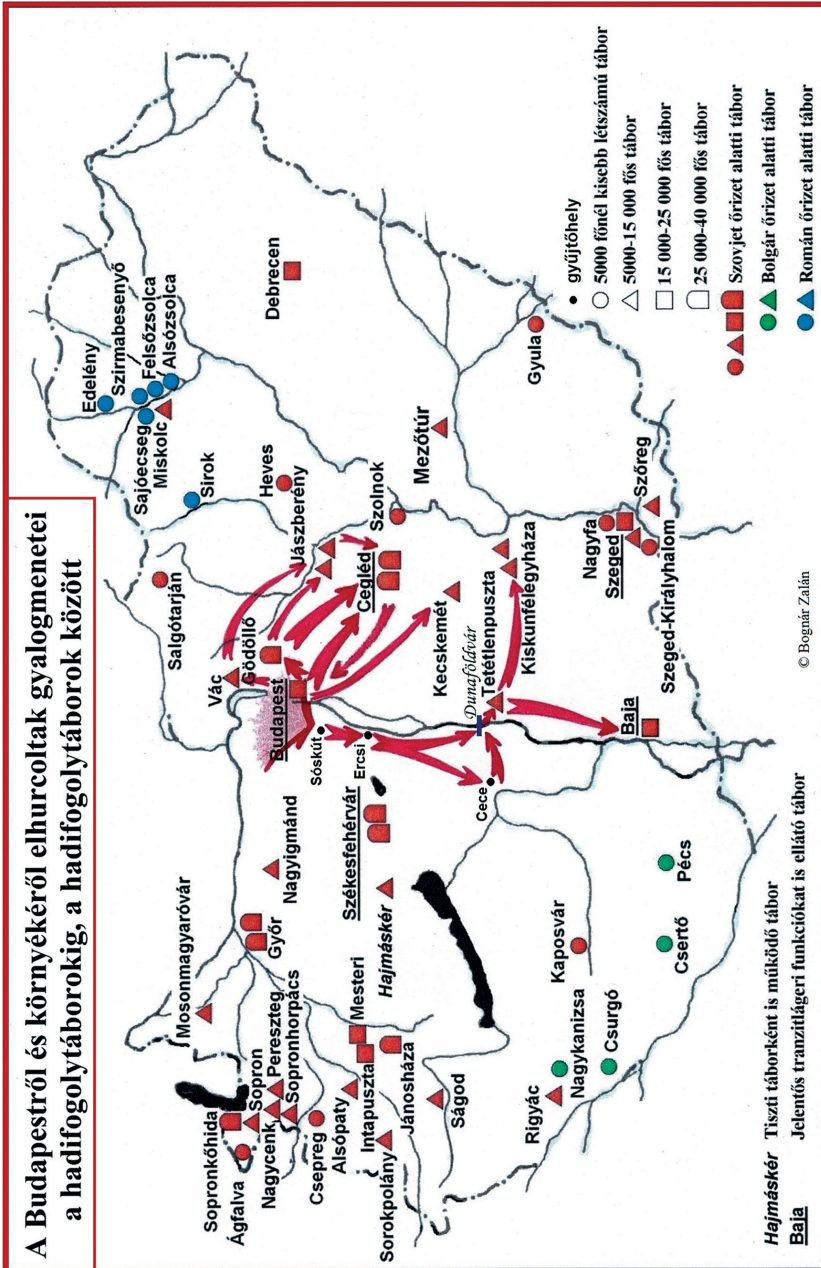 A Budapestről és környékéről elhurcoltak gyalogmenetei
a hadifogolytáborokig, a hadifogolytáborok között
Sopronkőhida
Ágfalva
Sopron
Nagycenk
Pereszteg
Sopronhorpács
Csepreg
Alsópaty
Intapuszta
Mesteri
Sorokpolány
Jánosháza
Ságod
Mosonmagyaróvár
Győr
Nagyigmánd
Székesfehérvár
Hajmáskér
Rigyác
Nagykanizsa
Csurgó
Kaposvár
Csertő
Pécs
Vác
Gödöllő
Budapest
Sóskút
Ercsi
Cece
Dunaföldvár
Tetétlenpuszta
Kiskunfélegyháza
Kecskemét
Baja
Salgótarján
Jászberény
Cegléd
Szolnok
Heves
Sirok
Sajóecseg
Miskolc
Edelény
Szirmabesenyő
Felsőzsolca
Alsózsolca
Debrecen
Mezőtúr
Gyula
Nagyfa
Szeged
Szőreg
Szeged-Királyhalom
gyűjtőhely
5000 főnél kisebb létszámú tábor
5000-15 000 fős tábor
15 000-25 000 fős tábor
25 000-40 000 fős tábor
Szovjet őrizet alatti tábor
Bolgár őrizet alatti tábor
Román őrizet alatti tábor
Hajmáskér Tiszti táborként is működő tábor
Baja Jelentős tranzitlágeri funkciókat is ellátó tábor
© Bognár Zalán